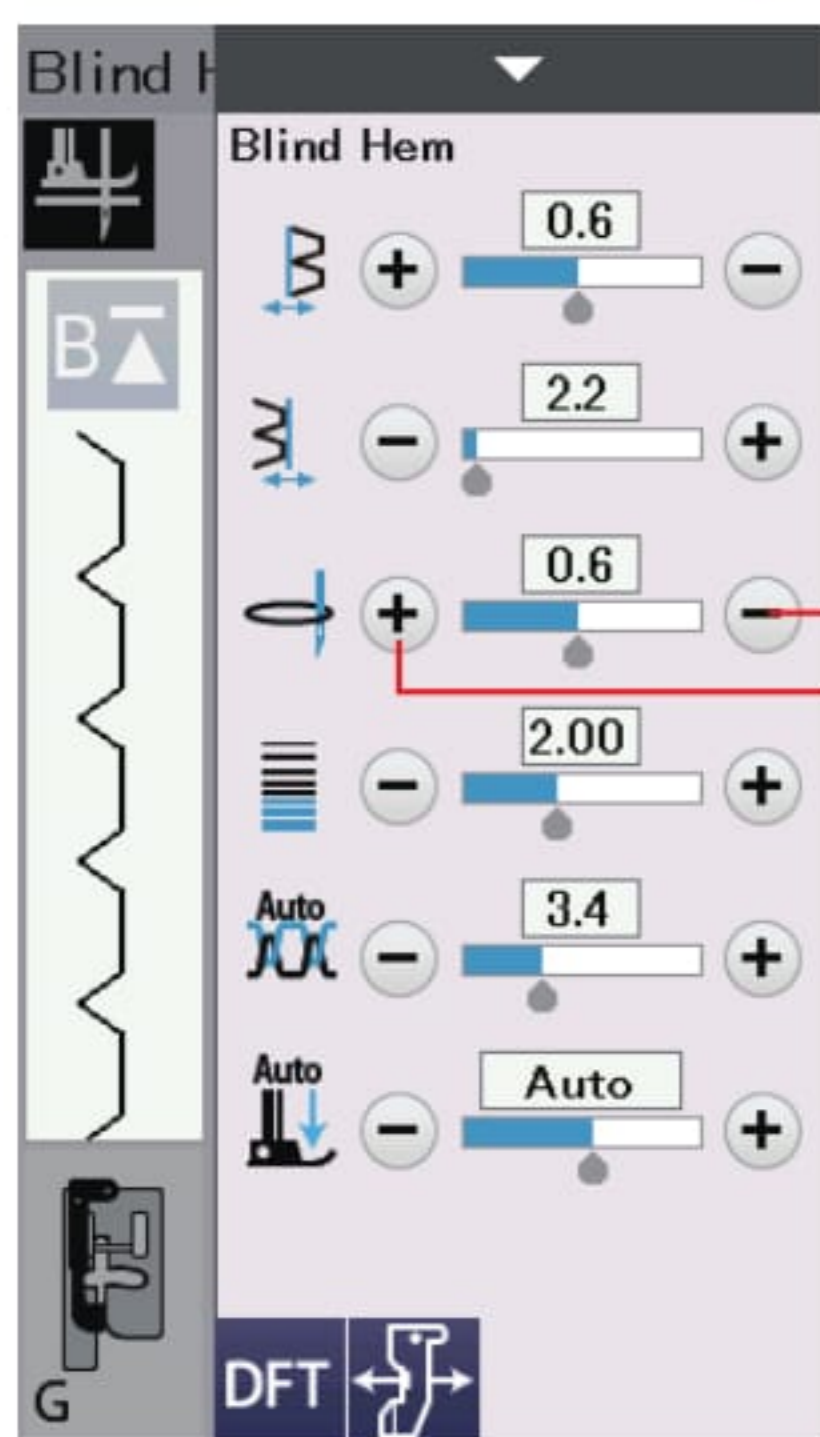 Blind H
Blind Hem
B
0.6
+
−
2.2
−
+
0.6
+
−
2.00
−
+
Auto
3.4
−
+
Auto
Auto
−
+
G
DFT